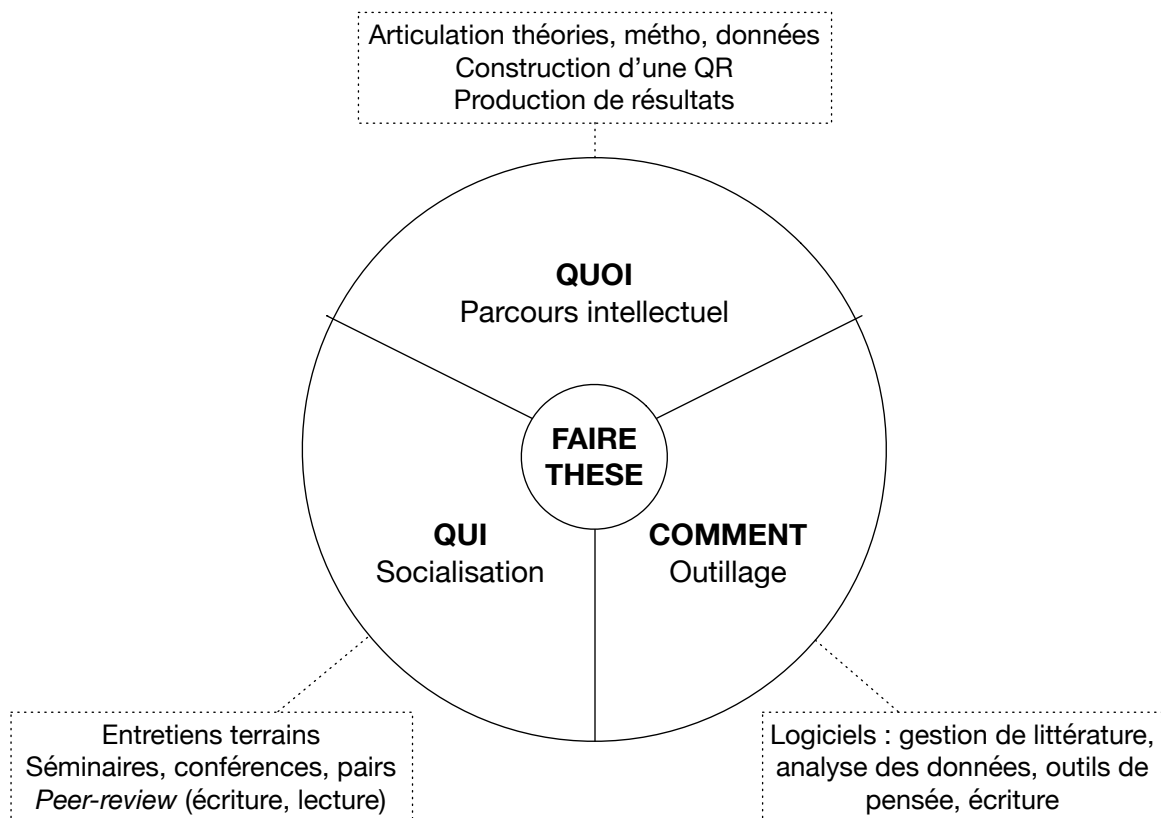 Articulation théories, métho, données
Construction d'une QR
Production de résultats
QUOI
Parcours intellectuel
FAIRE
THESE
QUI
Socialisation
COMMENT
Outillage
Entretiens terrains
Séminaires, conférences, pairs
Peer-review (écriture, lecture)
Logiciels : gestion de littérature,
analyse des données, outils de
pensée, écriture